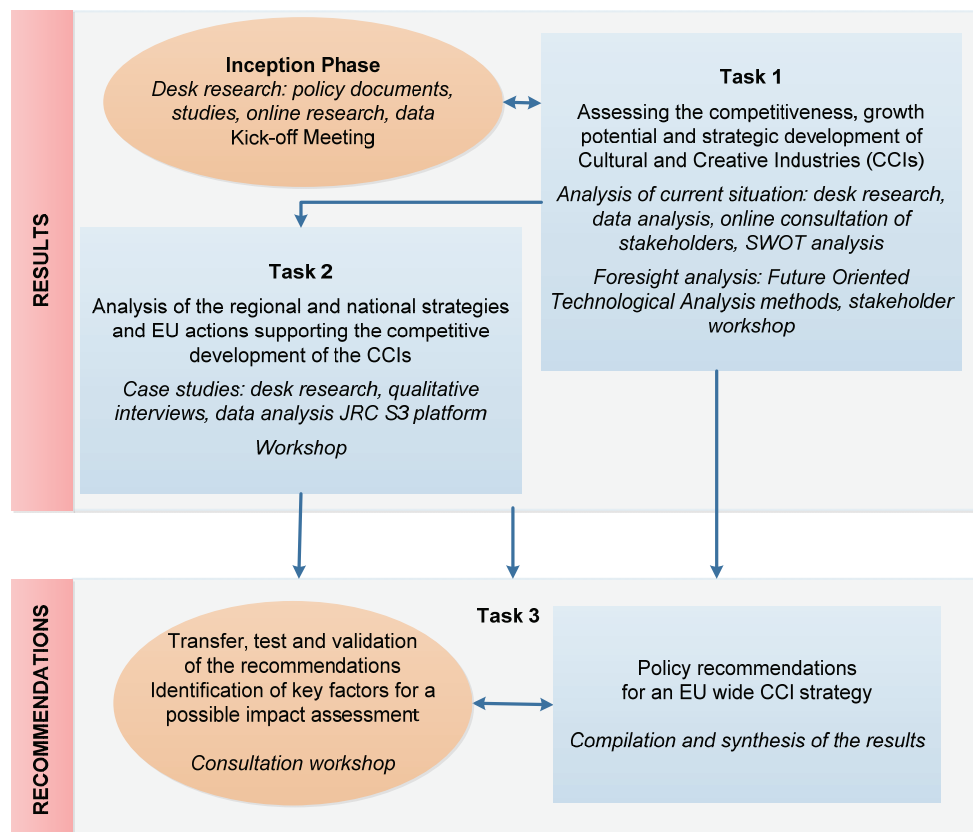 RESULTS
Inception Phase
Desk research: policy documents,
studies, online research, data
Kick-off Meeting
Task 1
Assessing the competitiveness, growth
potential and strategic development of
Cultural and Creative Industries (CCIs)
Analysis of current situation: desk research,
data analysis, online consultation of
stakeholders, SWOT analysis
Foresight analysis: Future Oriented
Technological Analysis methods, stakeholder
workshop
Task 2
Analysis of the regional and national strategies
and EU actions supporting the competitive
development of the CCIs
Case studies: desk research, qualitative
interviews, data analysis JRC S3 platform
Workshop
RECOMMENDATIONS
Task 3
Transfer, test and validation
of the recommendations
Identification of key factors for a
possible impact assessment
Consultation workshop
Policy recommendations
for an EU wide CCI strategy
Compilation and synthesis of the results